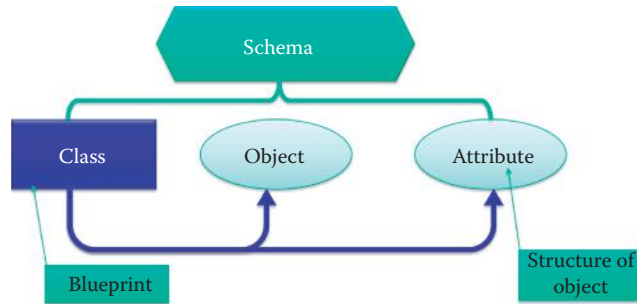 Schema
Class
Object
Attribute
Blueprint
Structure of
object